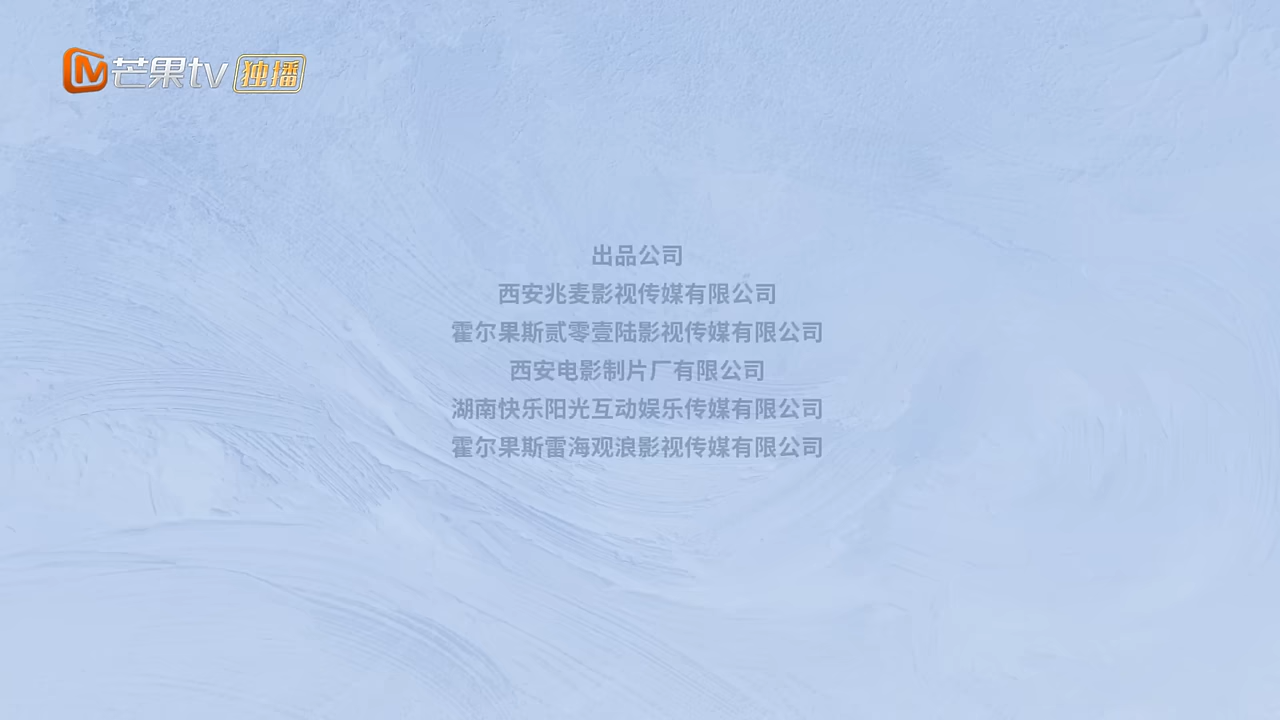 芒果tv 独播
出品公司
西安兆麦影视传媒有限公司
霍尔果斯贰零壹陆影视传媒有限公司
西安电影制片厂有限公司
湖南快乐阳光互动娱乐传媒有限公司
霍尔果斯雷海观浪影视传媒有限公司